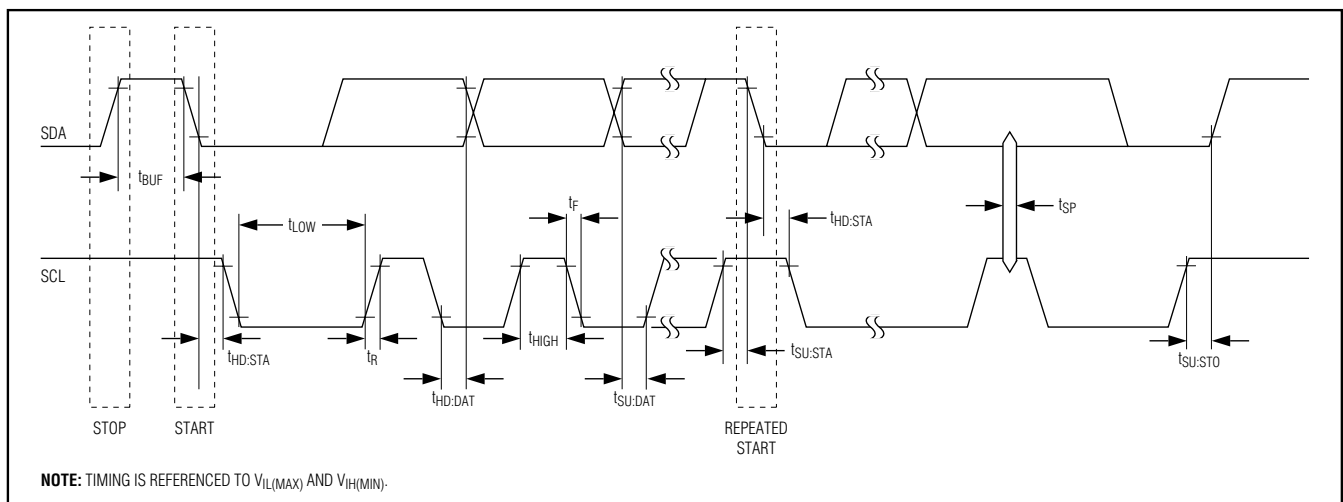 SDA
tBUF
tF
tHD:STA
tSP
tLOW
SCL
tHD:STA
tR
tHIGH
tSU:STA
tSU:STO
tHD:DAT
tSU:DAT
STOP
START
REPEATED
START
NOTE: TIMING IS REFERENCED TO VIL(MAX) AND VIH(MIN).